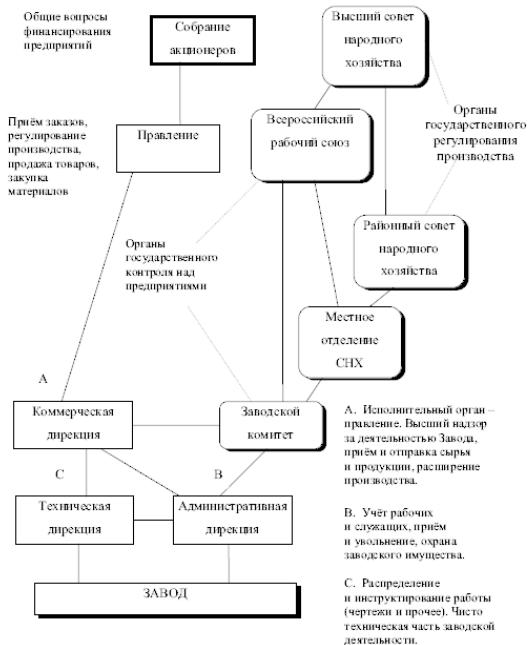 Общие вопросы
финансирования
предприятий
Собрание
акционеров
Высший совет
народного
хозяйства
Приём заказов,
регулирование
производства,
продажа товаров,
закупка
материалов
Правление
Всероссийский
рабочий союз
Органы
государственного
регулирования
производства
Органы
государственного
контроля над
предприятиями
Районный совет
народного
хозяйства
Местное
отделение
СНХ
А
Коммерческая
дирекция
Заводской
комитет
С
В
Техническая
дирекция
Административная
дирекция
ЗАВОД
А. Исполнительный орган –
правление. Высший надзор
за деятельностью Завода,
приём и отправка сырья
и продукции, расширение
производства.
В. Учёт рабочих
и служащих, приём
и увольнение, охрана
заводского имущества.
С. Распределение
и инструктирование работы
(чертежи и прочее). Чисто
техническая часть заводской
деятельности.